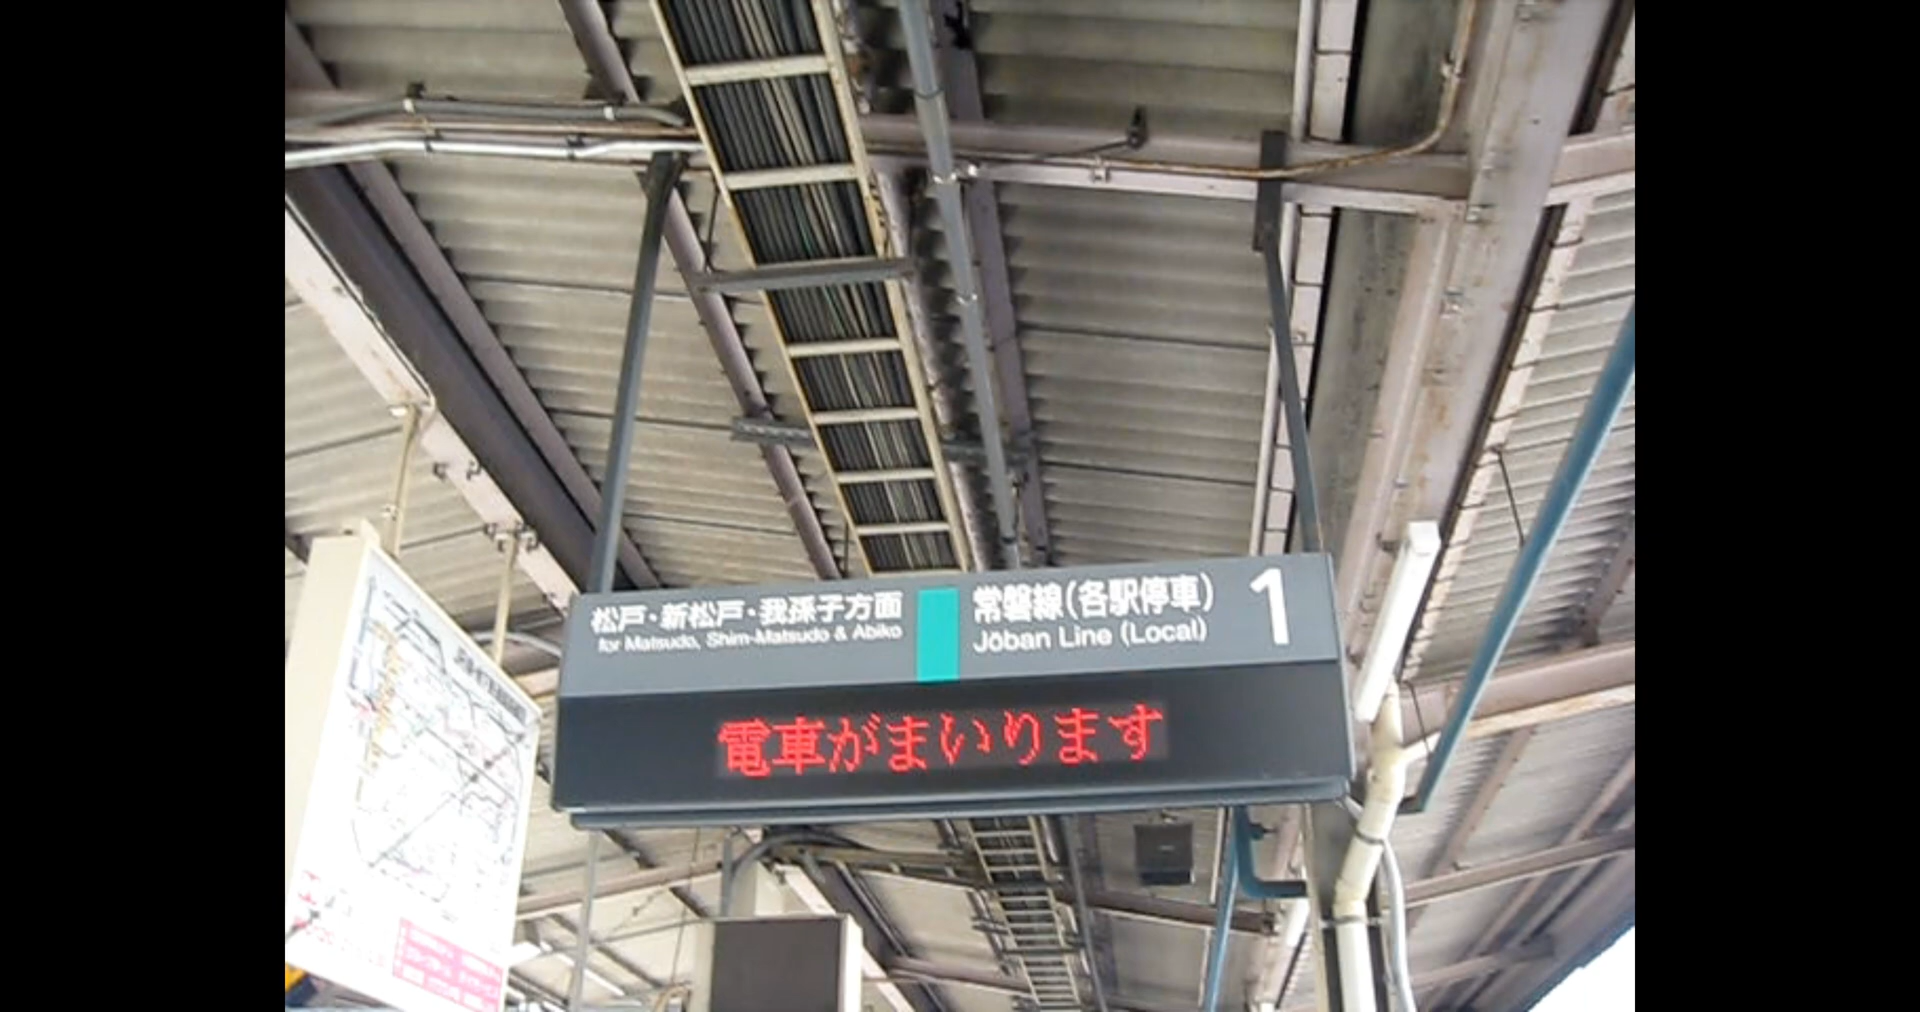 松戸・新松戸・我孫子方面
for Matsudo, Shim-Matsudo & Abiko
常磐線(各駅停車)
Jōban Line (Local)
1
電車がまいります